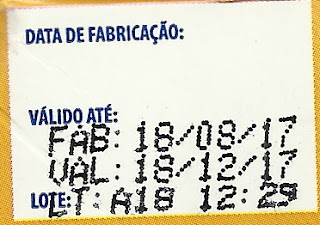 DATA DE FABRICAÇÃO:
VÁLIDO ATÉ:
FAB: 18/08/17
VAL: 18/12/17
LOTE: LT: A18 12:29